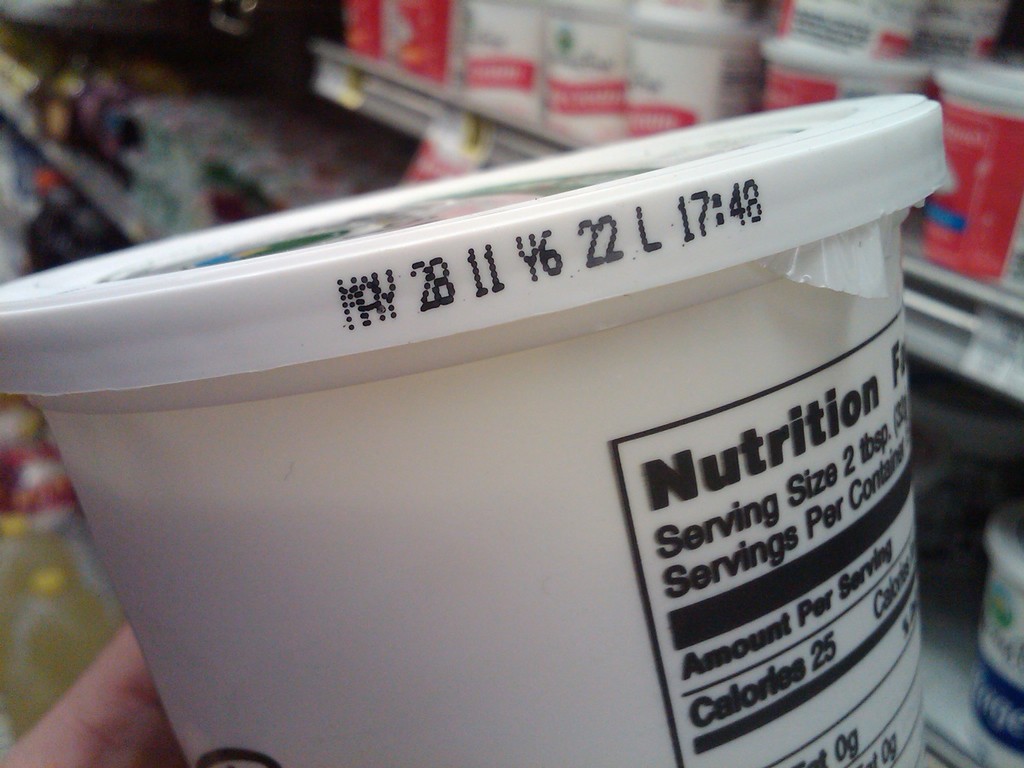 MAY 28 11 Y6 22 L 17:48
Nutrition
Serving Size 2 tbsp.
Servings Per Container
Amount Per Serving
Calories 25
0g
0g